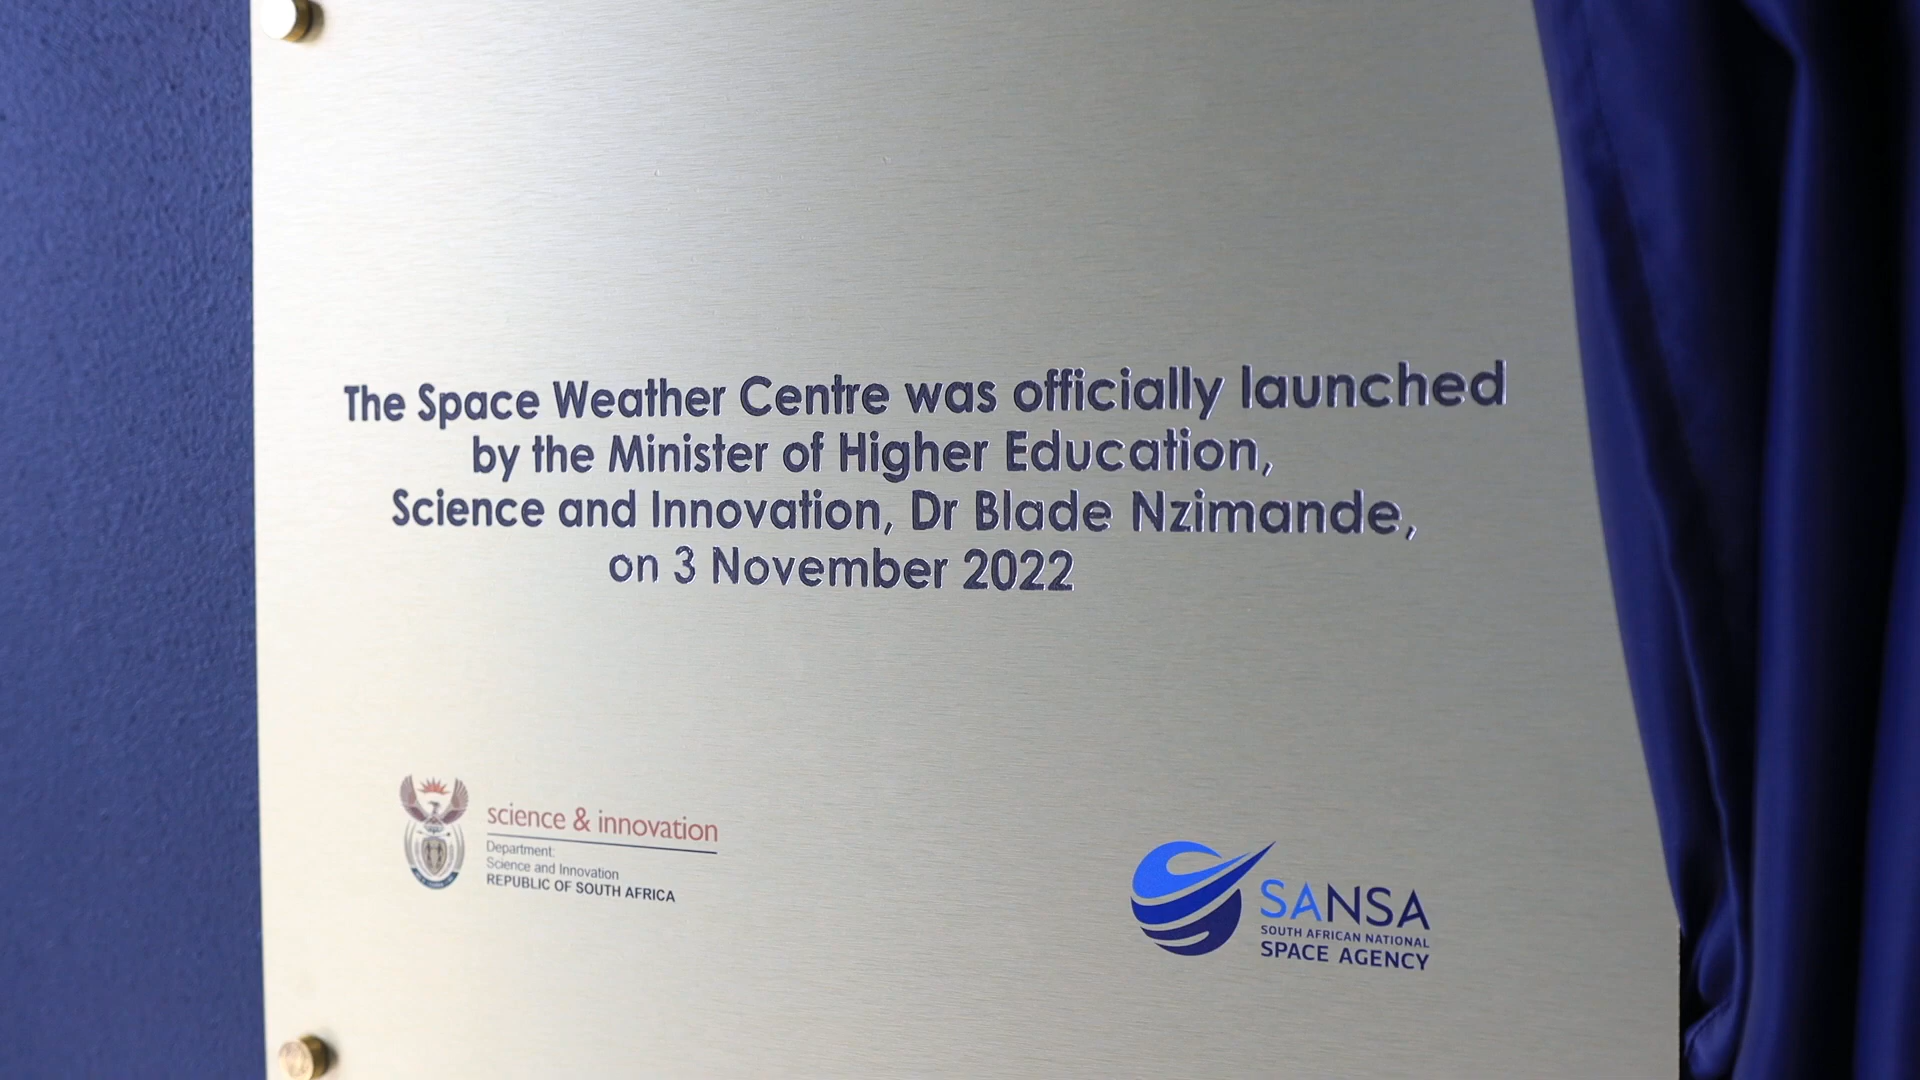 The Space Weather Centre was officially launched
by the Minister of Higher Education,
Science and Innovation, Dr Blade Nzimande,
on 3 November 2022
science & innovation
Department:
Science and Innovation
REPUBLIC OF SOUTH AFRICA
SANSA
SOUTH AFRICAN NATIONAL
SPACE AGENCY